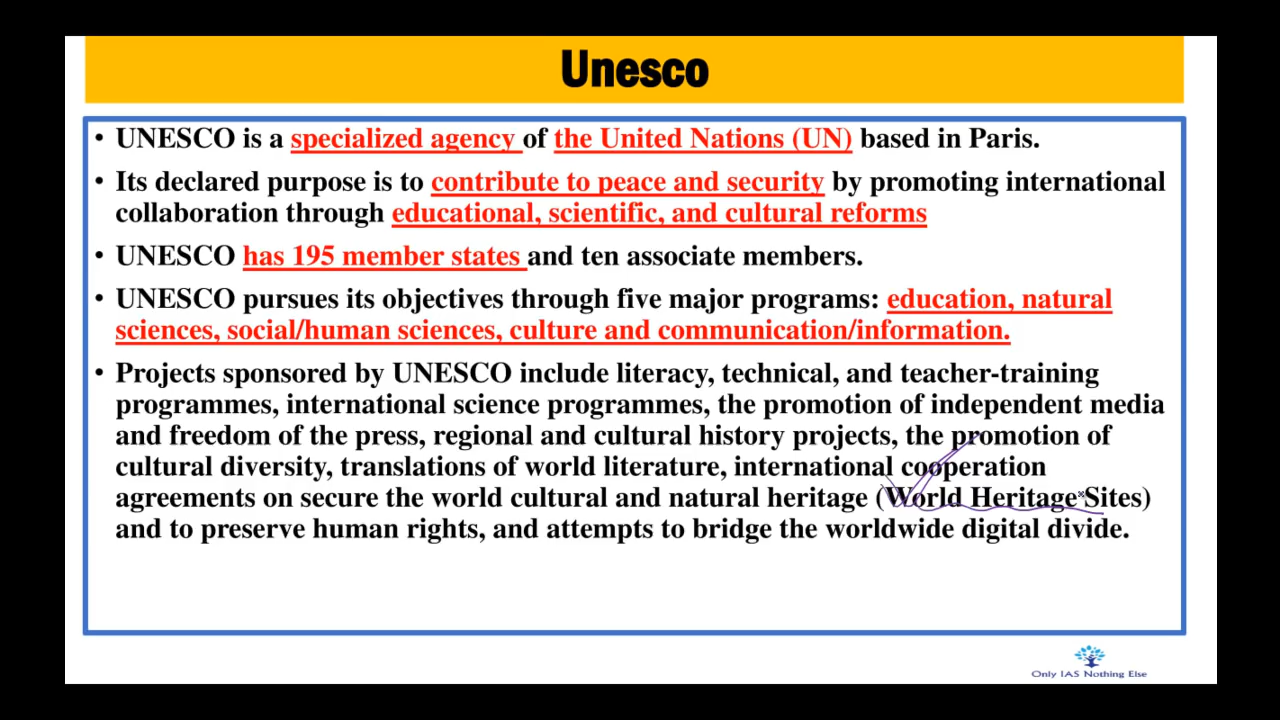 Unesco
• UNESCO is a specialized agency of the United Nations (UN) based in Paris.
• Its declared purpose is to contribute to peace and security by promoting international
collaboration through educational, scientific, and cultural reforms
• UNESCO has 195 member states and ten associate members.
• UNESCO pursues its objectives through five major programs: education, natural
sciences, social/human sciences, culture and communication/information.
• Projects sponsored by UNESCO include literacy, technical, and teacher-training
programmes, international science programmes, the promotion of independent media
and freedom of the press, regional and cultural history projects, the promotion of
cultural diversity, translations of world literature, international cooperation
agreements on secure the world cultural and natural heritage (World Heritage Sites)
and to preserve human rights, and attempts to bridge the worldwide digital divide.
Only IAS Nothing Else